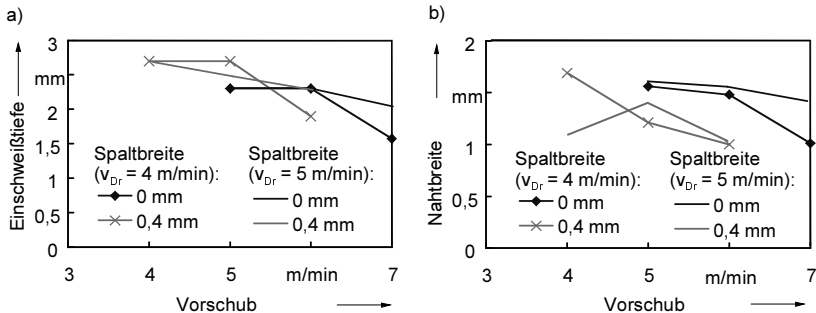 a)
Einschweißtiefe
3
mm
2
1,5
1
0,5
0
Spaltbreite
(vDr = 4 m/min):
0 mm
0,4 mm
Spaltbreite
(vDr = 5 m/min):
0 mm
0,4 mm
3 4 5 m/min 7
Vorschub
b)
Nahtbreite
2
mm
1
0,5
0
Spaltbreite
(vDr = 4 m/min):
0 mm
0,4 mm
Spaltbreite
(vDr = 5 m/min):
0 mm
0,4 mm
3 4 5 m/min 7
Vorschub